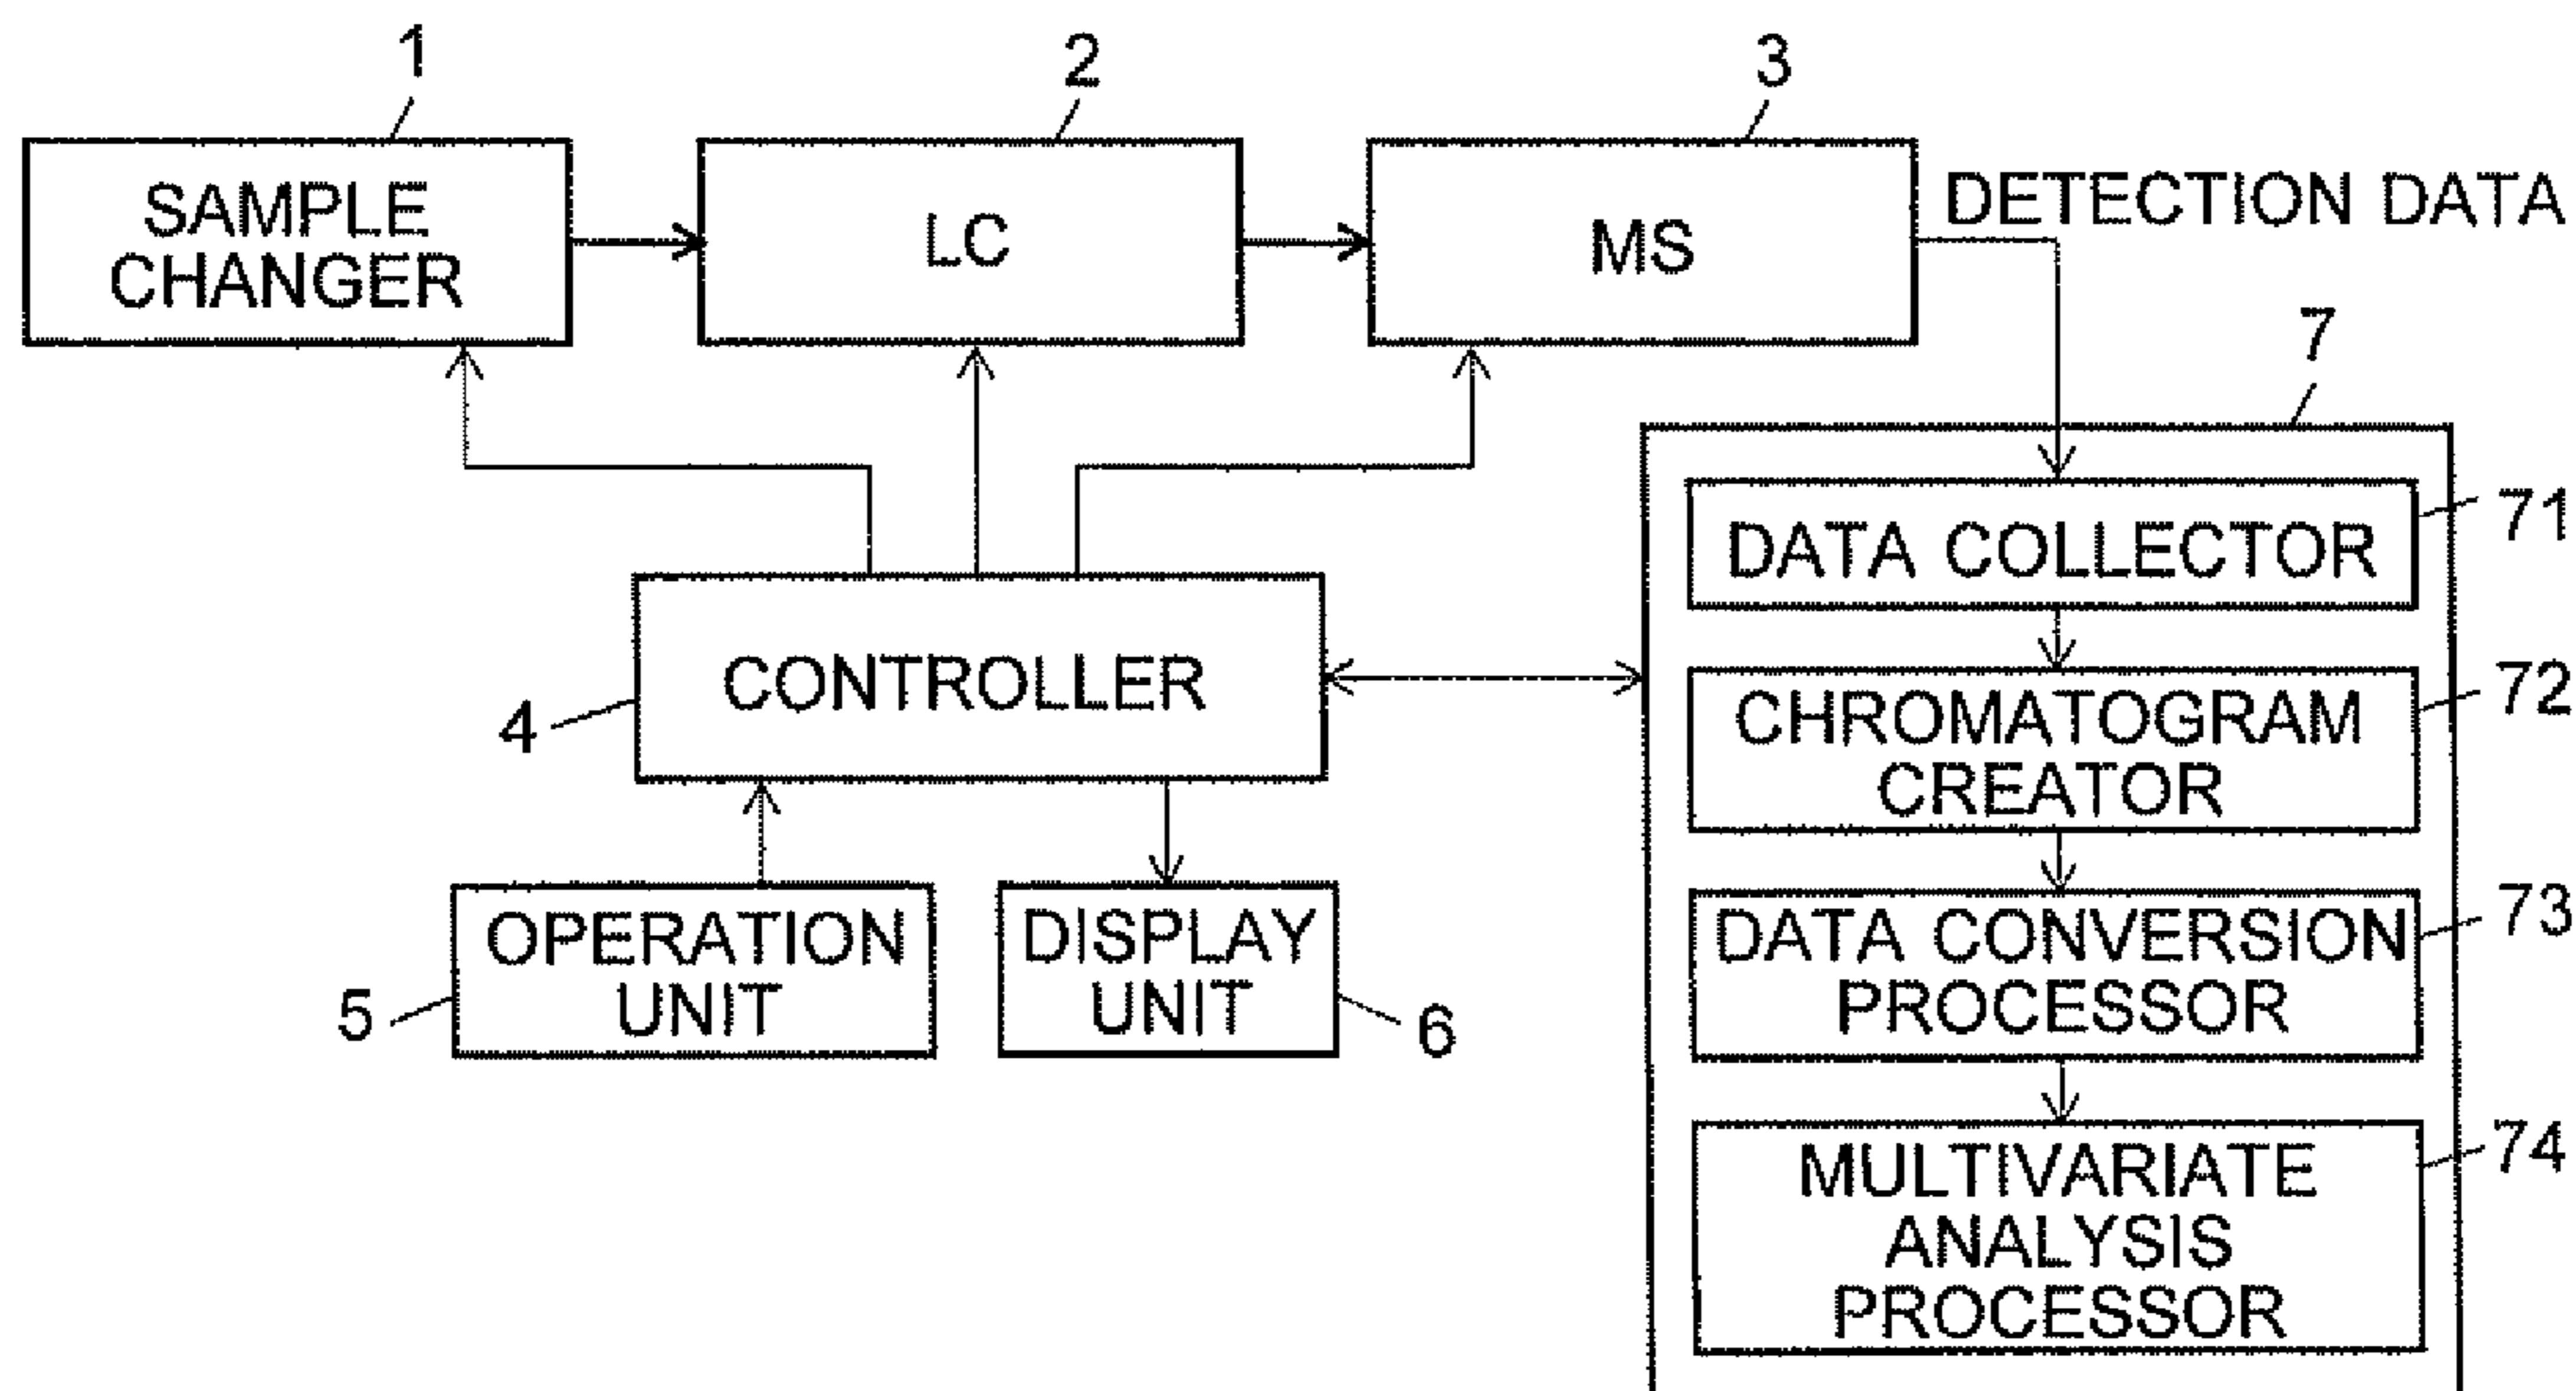 1
2
3
SAMPLE
CHANGER
LC
MS
DETECTION DATA
7
DATA COLLECTOR
71
CONTROLLER
4
CHROMATOGRAM
CREATOR
72
OPERATION
UNIT
5
DISPLAY
UNIT
6
DATA CONVERSION
PROCESSOR
73
MULTIVARIATE
ANALYSIS
PROCESSOR
74